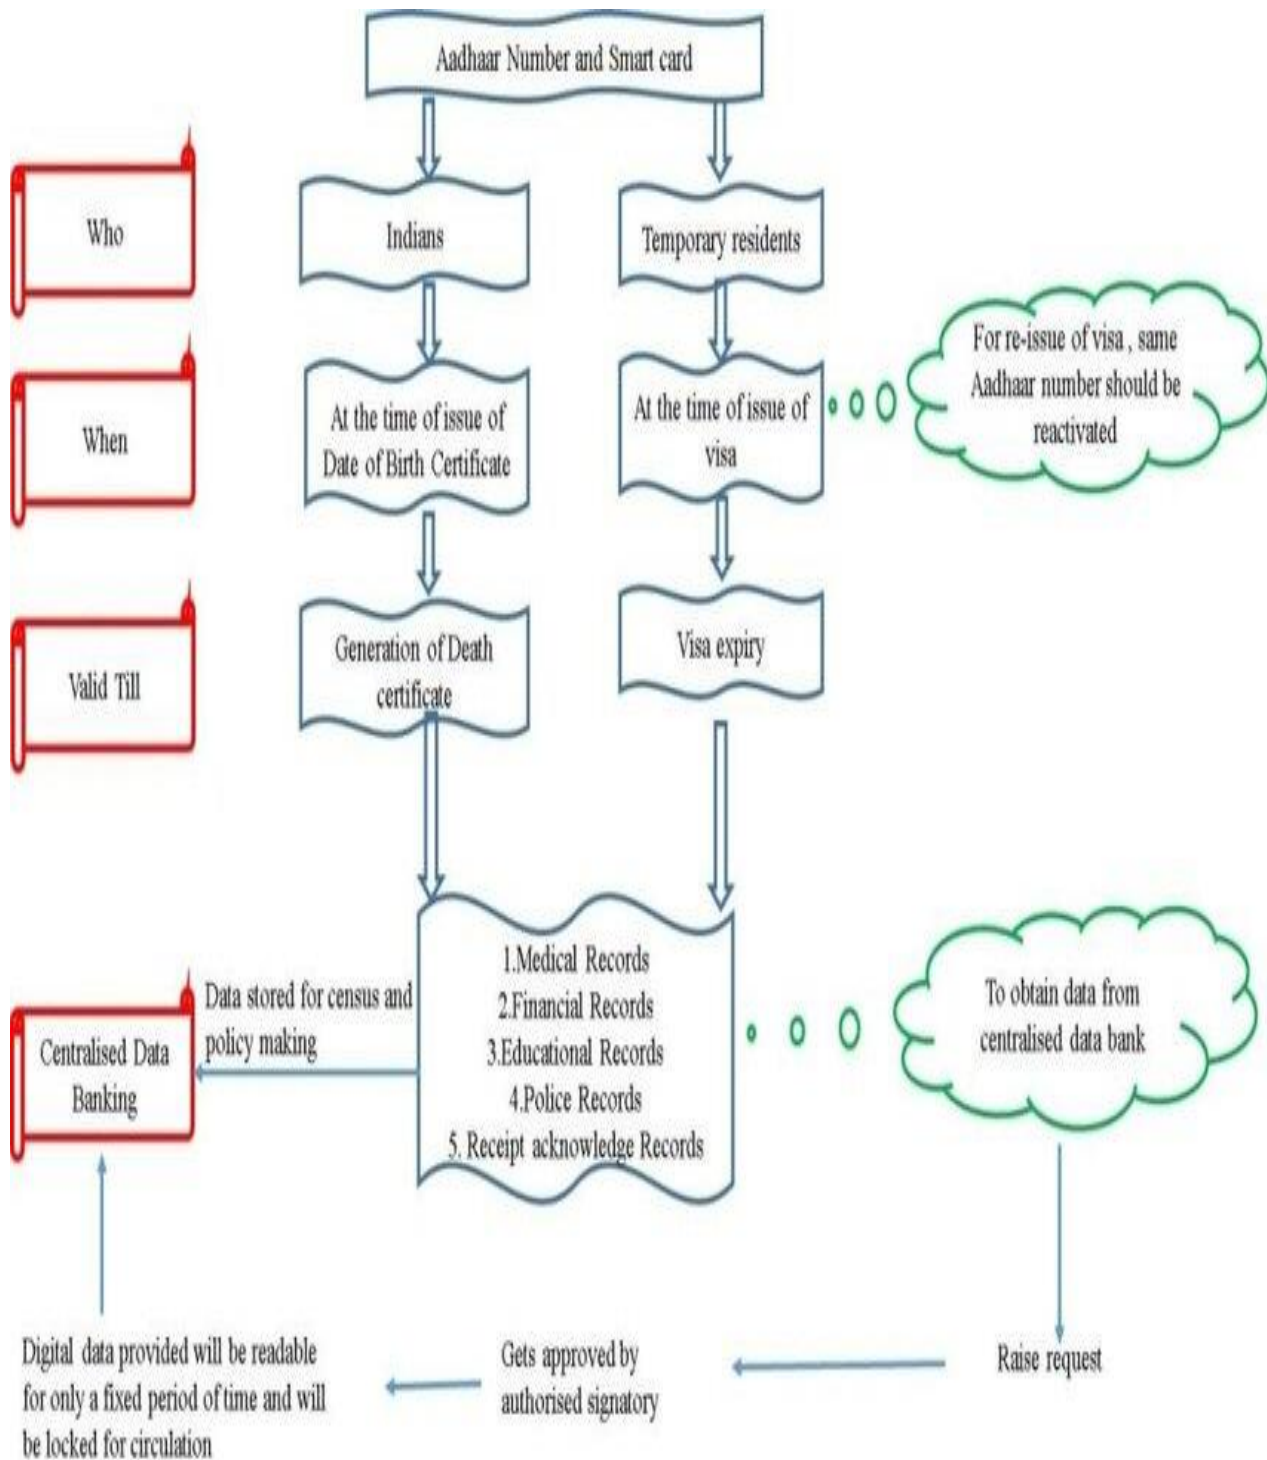 Aadhaar Number and Smart card
Who
Indians
Temporary residents
For re-issue of visa , same
Aadhaar number should be
reactivated
When
At the time of issue of
Date of Birth Certificate
At the time of issue of
visa
Valid Till
Generation of Death
certificate
Visa expiry
Centralised Data
Banking
Data stored for census and
policy making
1.Medical Records
2.Financial Records
3.Educational Records
4.Police Records
5. Receipt acknowledge Records
To obtain data from
centralised data bank
Raise request
Gets approved by
authorised signatory
Digital data provided will be readable
for only a fixed period of time and will
be locked for circulation